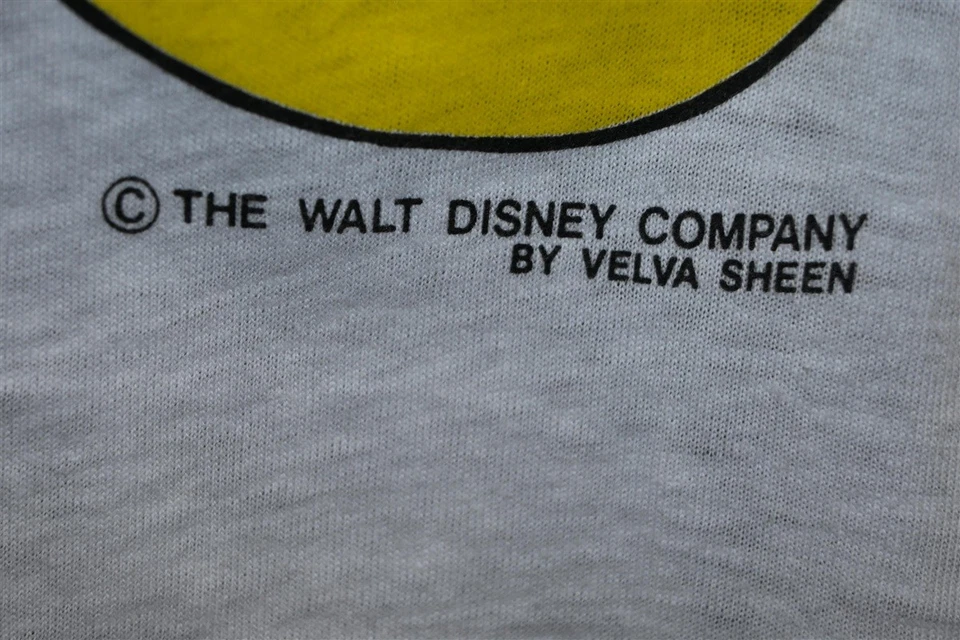 © THE WALT DISNEY COMPANY
BY VELVA SHEEN